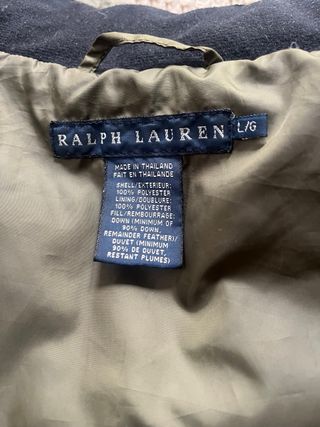 RALPH LAUREN
L/G
MADE IN THAILAND
FAIT EN THAILANDE
SHELL/EXTERIEUR:
100% POLYESTER
LINING/DOUBLURE:
100% POLYESTER
FILL/REMBOURRAGE:
DOWN (MINIMUM OF
90% DOWN,
REMAINDER FEATHER)/
DUVET (MINIMUM
90% DE DUVET,
RESTANT PLUMES)